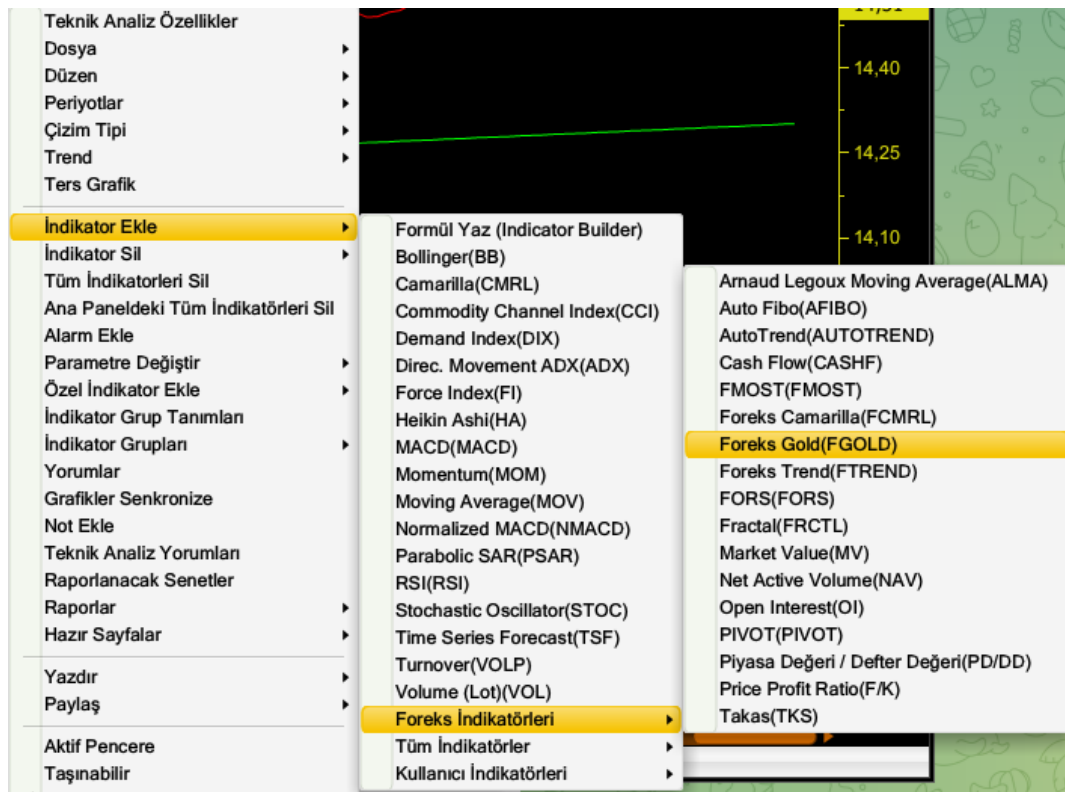 Teknik Analiz Özellikler
Dosya
Düzen
Periyotlar
Çizim Tipi
Trend
Ters Grafik
İndikator Ekle
İndikator Sil
Tüm İndikatorleri Sil
Ana Paneldeki Tüm İndikatörleri Sil
Alarm Ekle
Parametre Değiştir
Özel İndikator Ekle
İndikator Grup Tanımları
İndikator Grupları
Yorumlar
Grafikler Senkronize
Not Ekle
Teknik Analiz Yorumları
Raporlanacak Senetler
Raporlar
Hazır Sayfalar
Yazdır
Paylaş
Aktif Pencere
Taşınabilir
Formül Yaz (Indicator Builder)
Bollinger(BB)
Camarilla(CMRL)
Commodity Channel Index(CCI)
Demand Index(DIX)
Direc. Movement ADX(ADX)
Force Index(FI)
Heikin Ashi(HA)
MACD(MACD)
Momentum(MOM)
Moving Average(MOV)
Normalized MACD(NMACD)
Parabolic SAR(PSAR)
RSI(RSI)
Stochastic Oscillator(STOC)
Time Series Forecast(TSF)
Turnover(VOLP)
Volume (Lot)(VOL)
Foreks İndikatörleri
Tüm İndikatörler
Kullanıcı İndikatörleri
Arnaud Legoux Moving Average(ALMA)
Auto Fibo(AFIBO)
AutoTrend(AUTOTREND)
Cash Flow(CASHF)
FMOST(FMOST)
Foreks Camarilla(FCMRL)
Foreks Gold(FGOLD)
Foreks Trend(FTREND)
FORS(FORS)
Fractal(FRCTL)
Market Value(MV)
Net Active Volume(NAV)
Open Interest(OI)
PIVOT(PIVOT)
Piyasa Değeri / Defter Değeri(PD/DD)
Price Profit Ratio(F/K)
Takas(TKS)
14,40
14,25
14,10